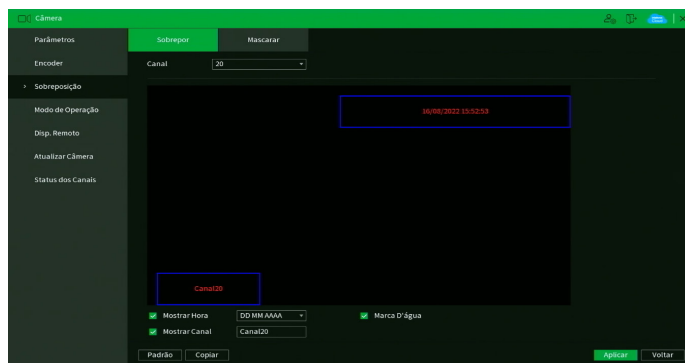 Câmera
Parâmetros
Sobrepor Mascarar
Encoder
Canal 20
Sobreposição
Modo de Operação
16/08/2022 15:52:53
Disp. Remoto
Atualizar Câmera
Status dos Canais
Canal20
Mostrar Hora DD MM AAAA Marca D'água
Mostrar Canal Canal20
Padrão Copiar Aplicar Voltar